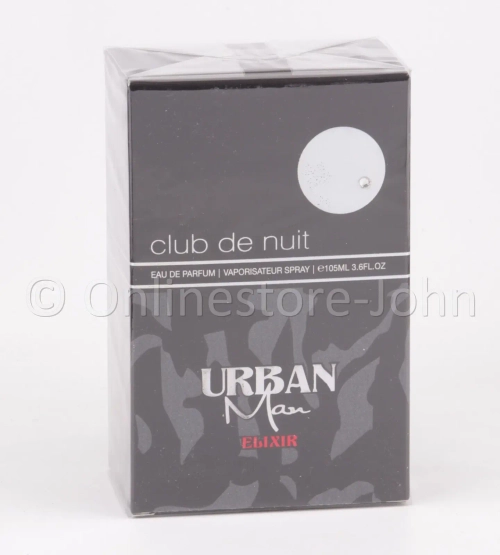 club de nuit
EAU DE PARFUM | VAPORISATEUR SPRAY | ℮105ML 3.6FL.OZ
© Onlinestore-John
URBAN
Man
ELIXIR